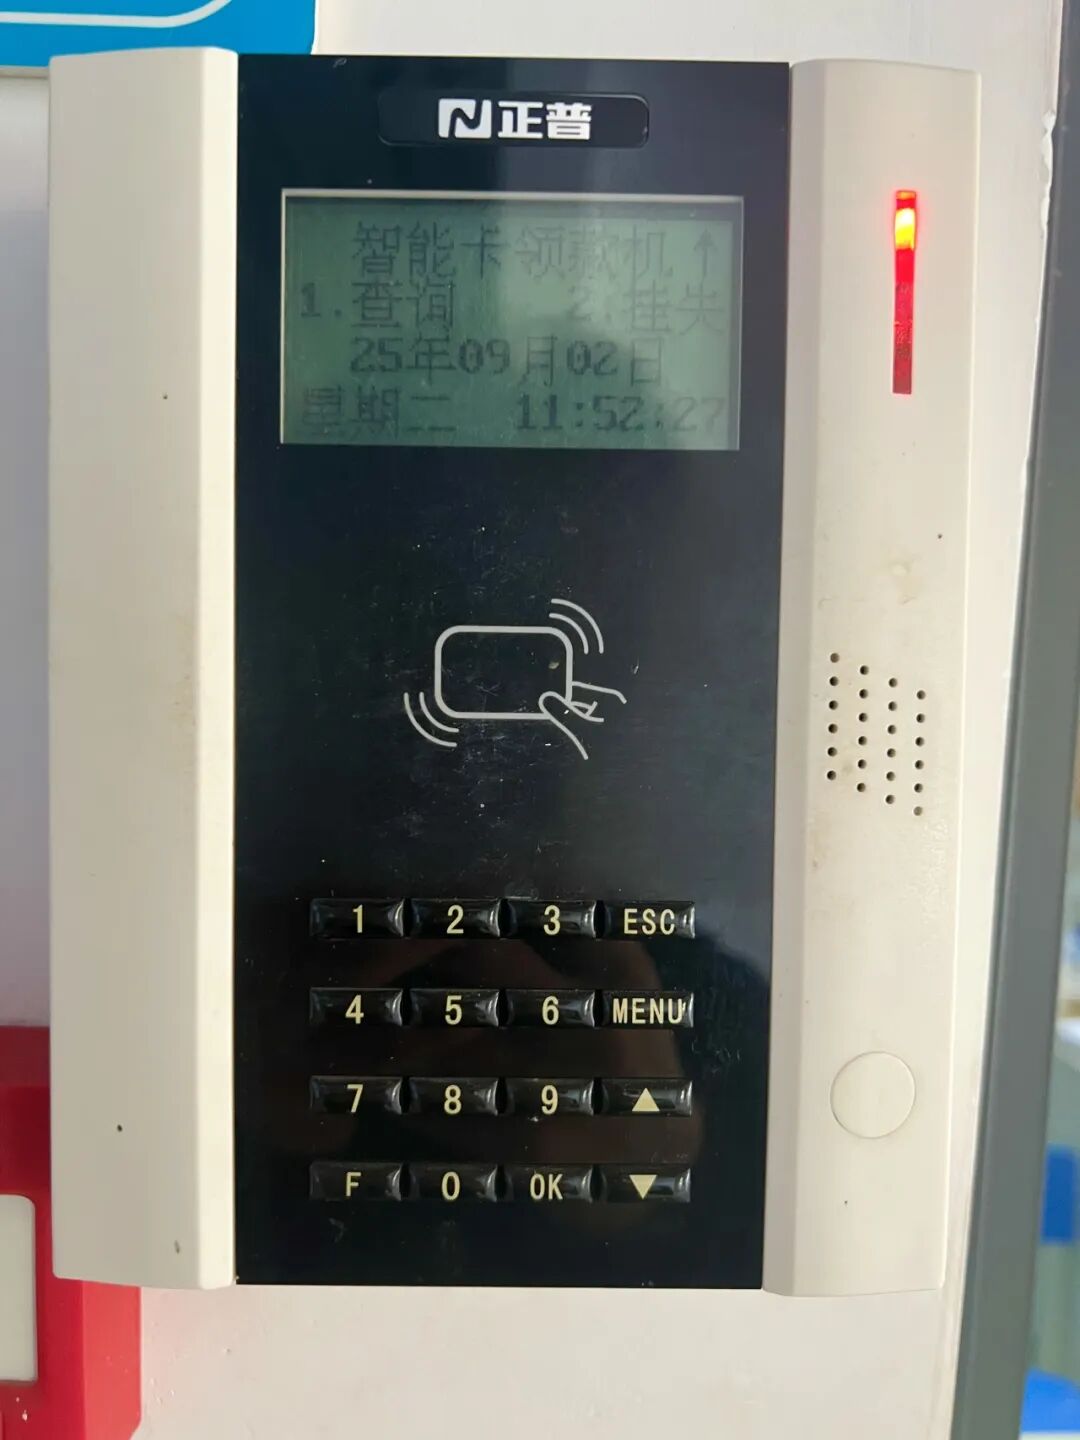 正普
智能卡领款机↑
1.查询 2.挂失
25年09月02日
星期二 11:52:27
1 2 3 ESC
4 5 6 MENU
7 8 9 ▲
F 0 OK ▼